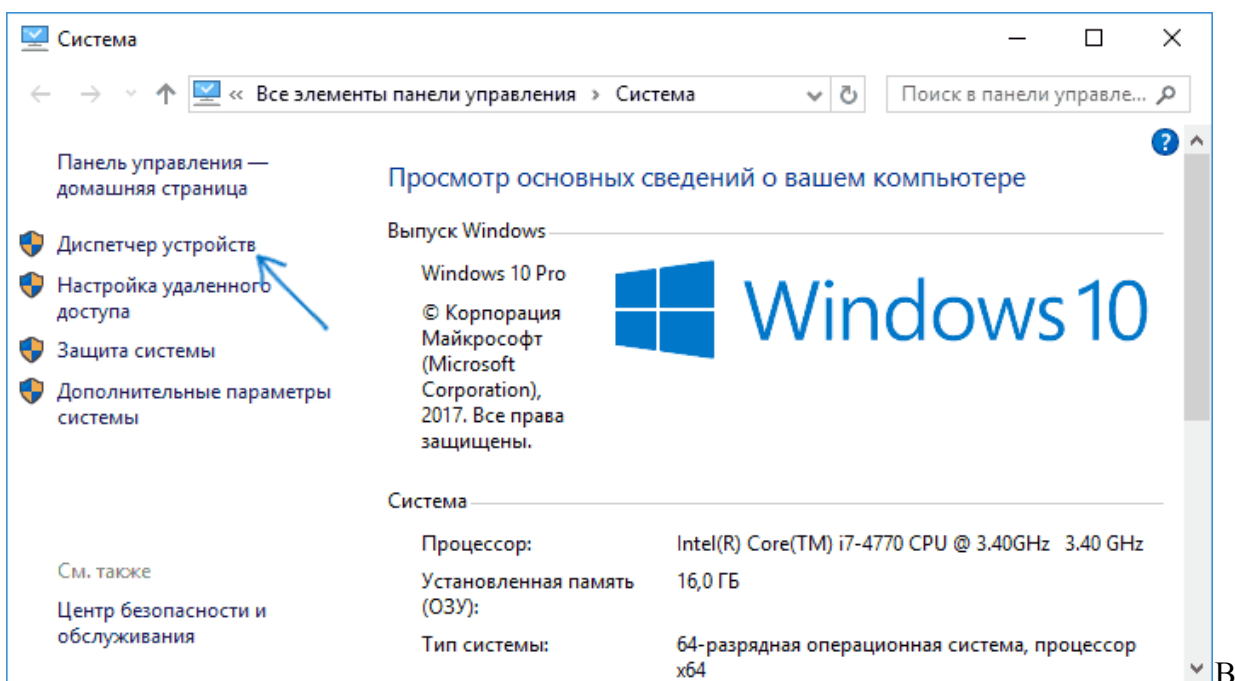 Система
« Все элементы панели управления › Система
Поиск в панели управле...
Панель управления —
домашняя страница
Диспетчер устройств
Настройка удаленного
доступа
Защита системы
Дополнительные параметры
системы
См. также
Центр безопасности и
обслуживания
?
Просмотр основных сведений о вашем компьютере
Выпуск Windows
Windows 10 Pro
© Корпорация
Майкрософт
(Microsoft
Corporation),
2017. Все права
защищены.
Windows 10
Система
Процессор: Intel(R) Core(TM) i7-4770 CPU @ 3.40GHz 3.40 GHz
Установленная память 16,0 ГБ
(ОЗУ):
Тип системы: 64-разрядная операционная система, процессор
x64
В